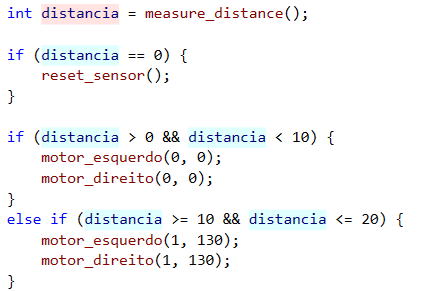 int distancia = measure_distance();
if (distancia == 0) {
reset_sensor();
}
if (distancia > 0 && distancia < 10) {
motor_esquerdo(0, 0);
motor_direito(0, 0);
}
else if (distancia >= 10 && distancia <= 20) {
motor_esquerdo(1, 130);
motor_direito(1, 130);
}